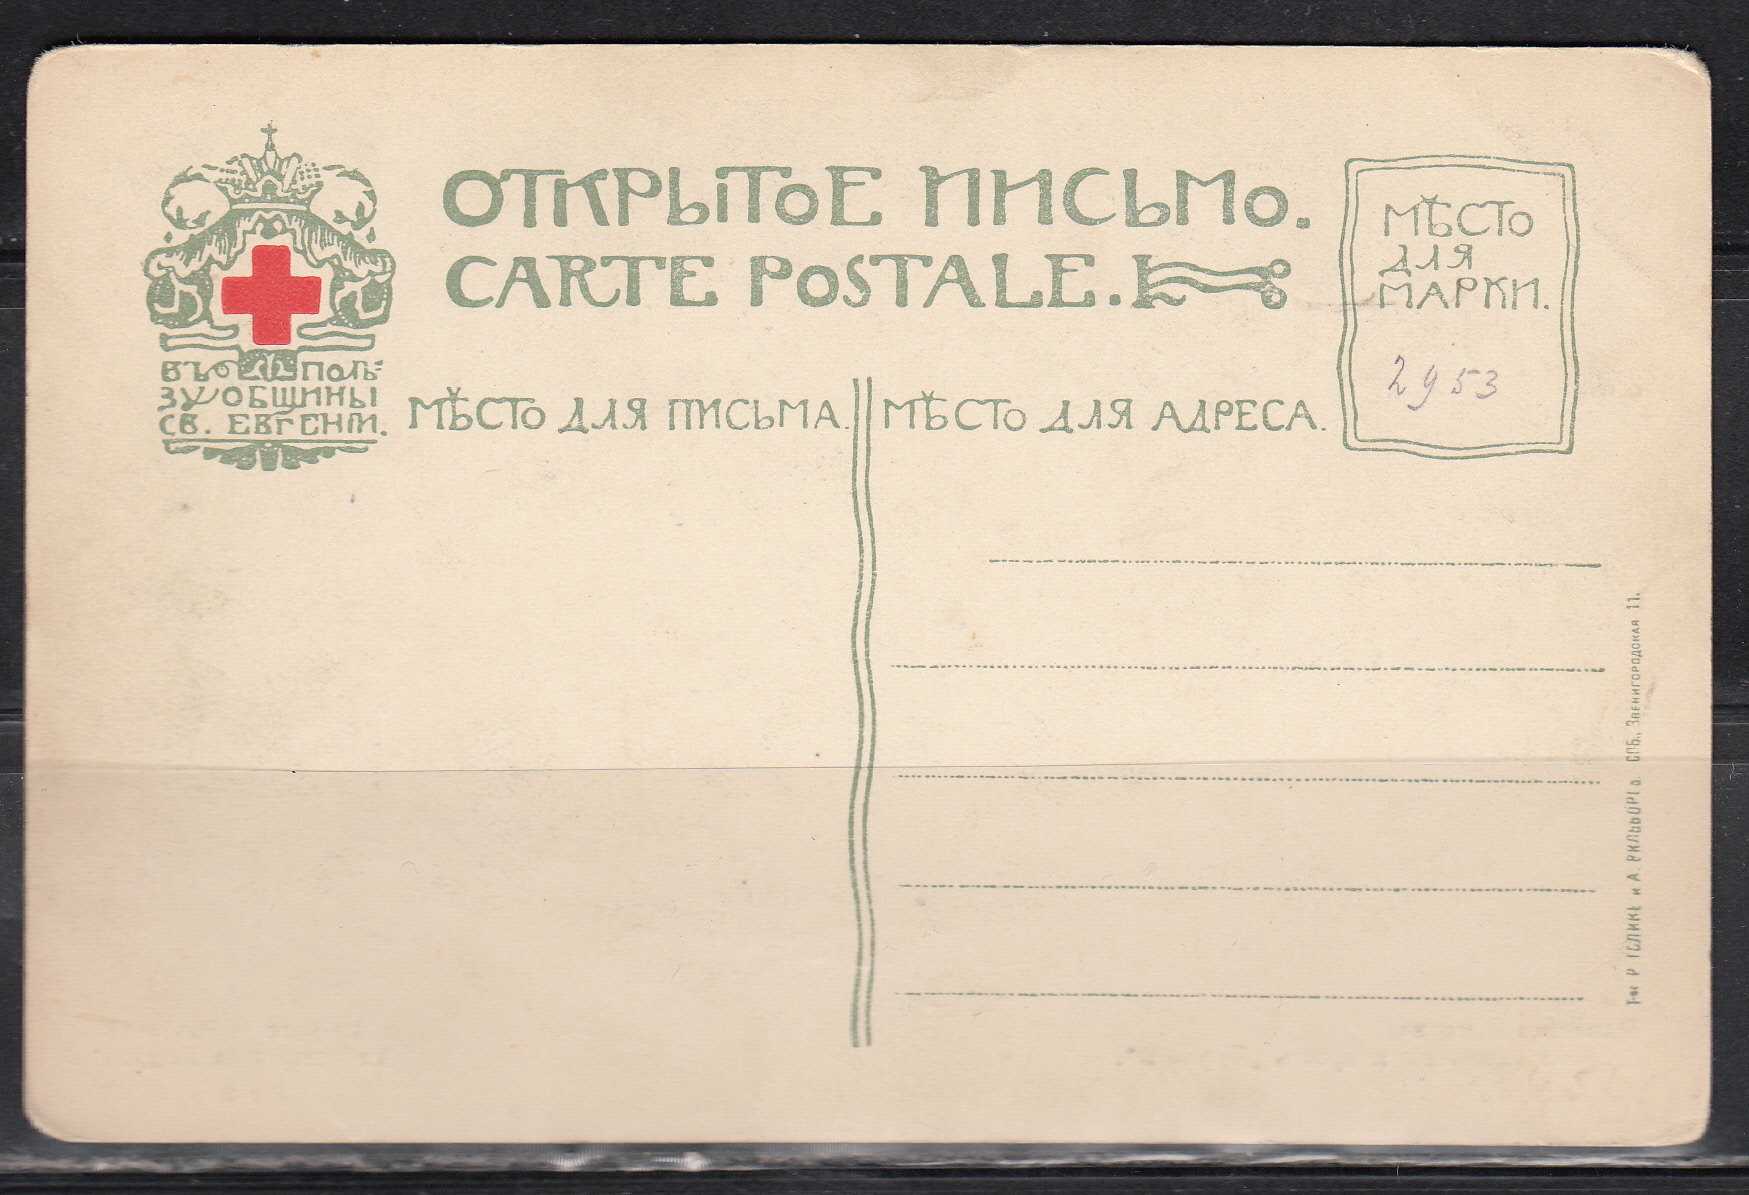 ОТКРЫТОЕ ПИСЬМО.
CARTE POSTALE.
МѢСТО
ДЛЯ
МАРКИ.
2953
ВЪ ПОЛЬ=
ЗУ ОБЩИНЫ
СВ. ЕВГЕНІИ.
МѢСТО ДЛЯ ПИСЬМА.
МѢСТО ДЛЯ АДРЕСА.
Т-во Р. ГОЛИКЕ и А. ВИЛЬБОРГЪ. СПБ., ЗВЕНИГОРОДСКАЯ 11.